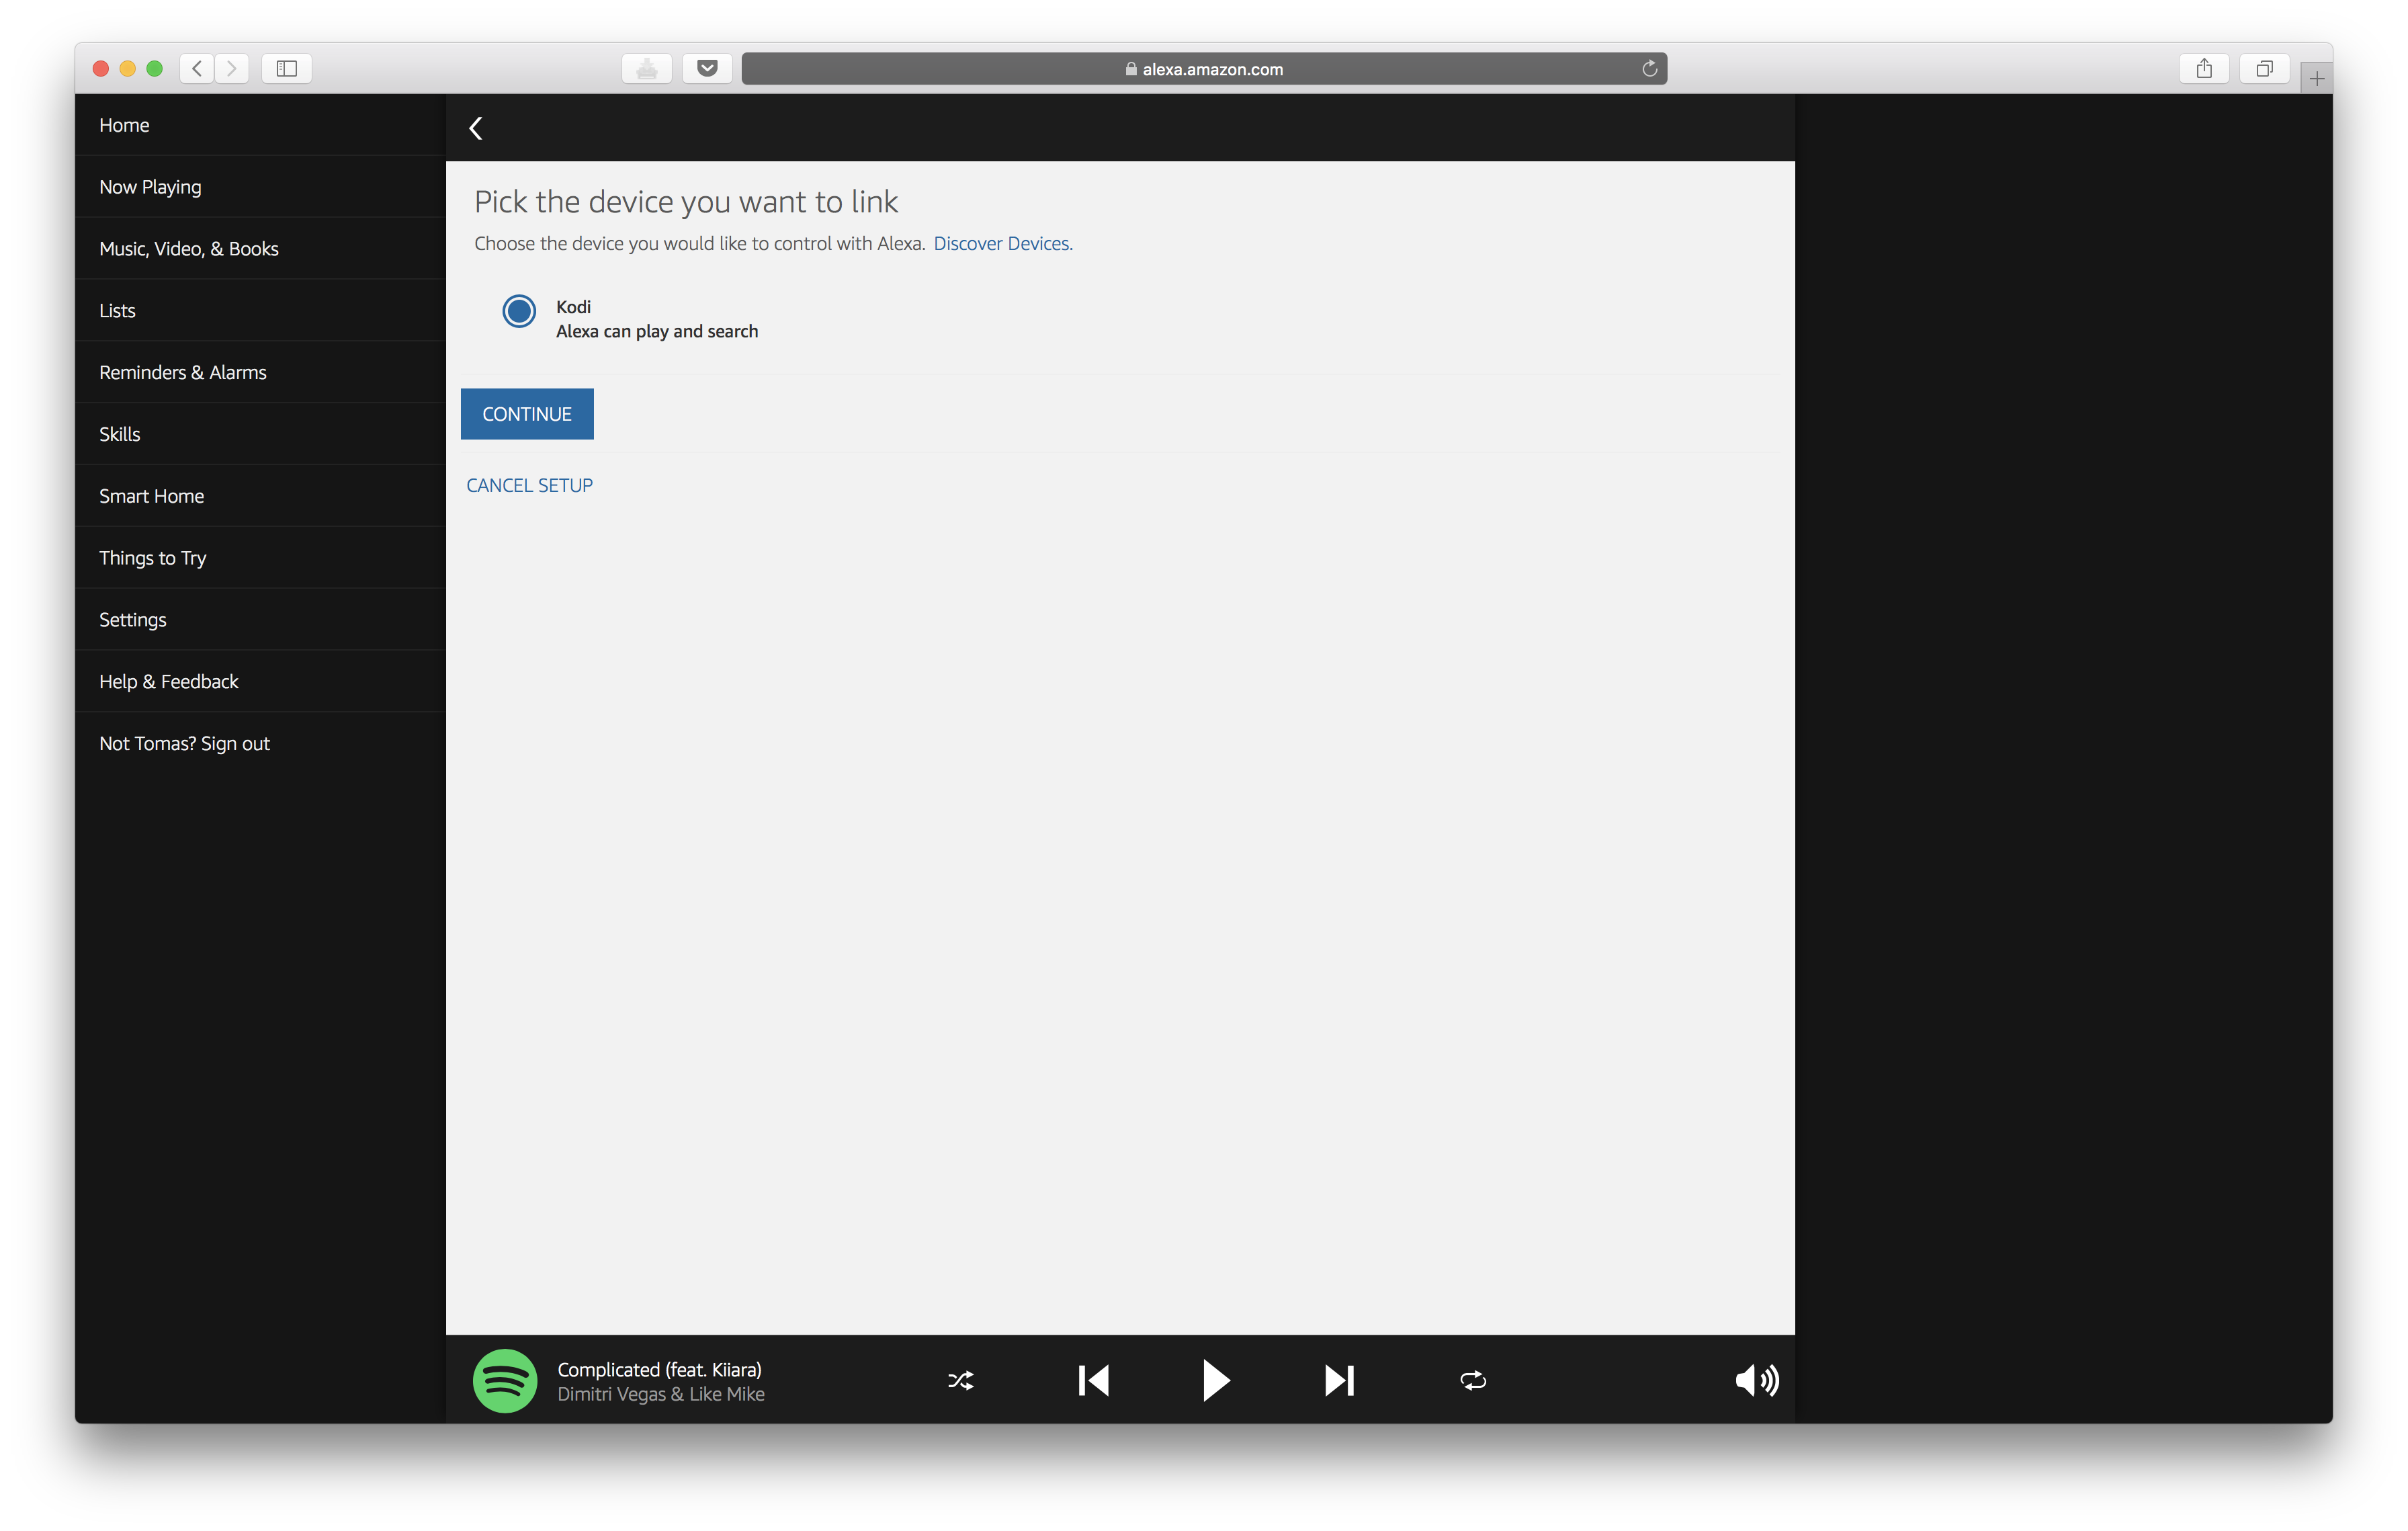 alexa.amazon.com
Home
Now Playing
Music, Video, & Books
Lists
Reminders & Alarms
Skills
Smart Home
Things to Try
Settings
Help & Feedback
Not Tomas? Sign out
Pick the device you want to link
Choose the device you would like to control with Alexa. Discover Devices.
Kodi
Alexa can play and search
CONTINUE
CANCEL SETUP
Complicated (feat. Kiiara)
Dimitri Vegas & Like Mike